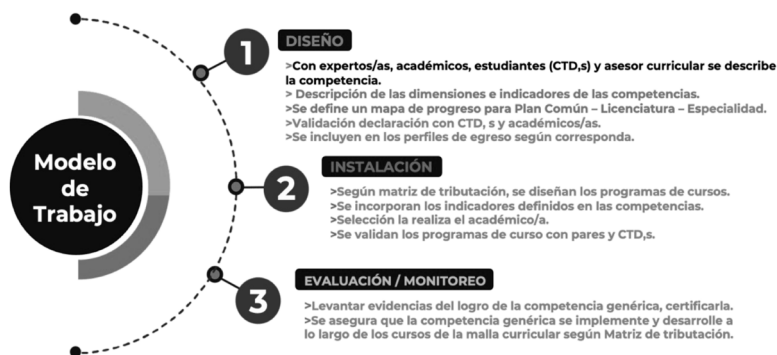 Modelo
de
Trabajo
1
DISEÑO
>Con expertos/as, académicos, estudiantes (CTD,s) y asesor curricular se describe
la competencia.
> Descripción de las dimensiones e indicadores de las competencias.
>Se define un mapa de progreso para Plan Común – Licenciatura – Especialidad.
>Validación declaración con CTD, s y académicos/as.
>Se incluyen en los perfiles de egreso según corresponda.
2
INSTALACIÓN
>Según matriz de tributación, se diseñan los programas de cursos.
>Se incorporan los indicadores definidos en las competencias.
>Selección la realiza el académico/a.
>Se validan los programas de curso con pares y CTD,s.
3
EVALUACIÓN / MONITOREO
>Levantar evidencias del logro de la competencia genérica, certificarla.
>Se asegura que la competencia genérica se implemente y desarrolle a
lo largo de los cursos de la malla curricular según Matriz de tributación.